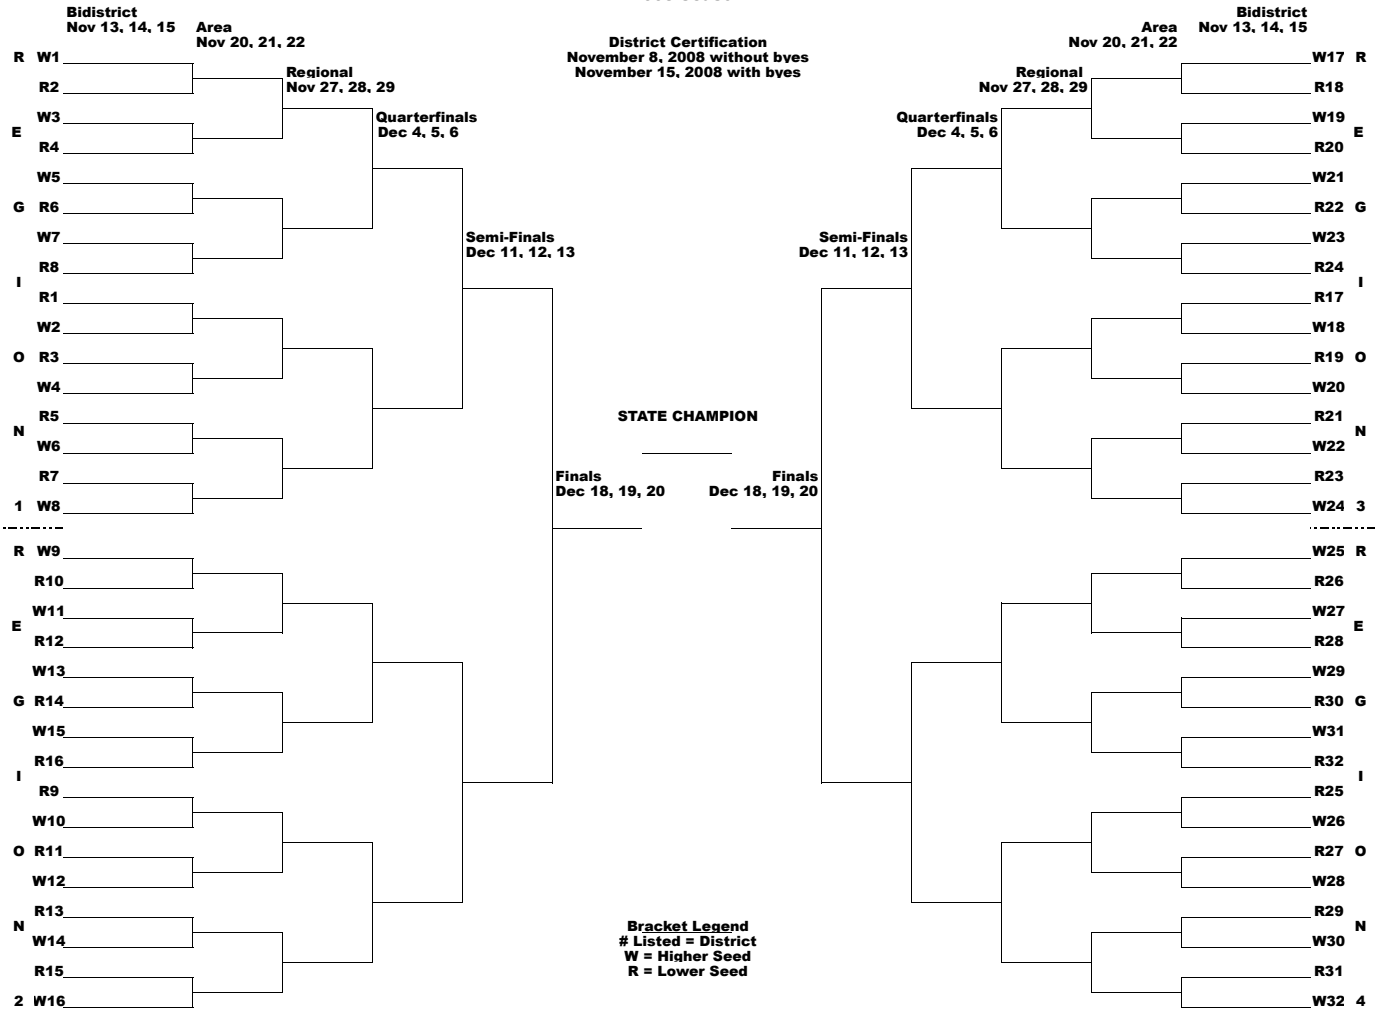 Bidistrict
Nov 13, 14, 15
Area
Nov 20, 21, 22
Regional
Nov 27, 28, 29
Quarterfinals
Dec 4, 5, 6
Semi-Finals
Dec 11, 12, 13
Finals
Dec 18, 19, 20
R W1
R2
W3
E
R4
W5
G R6
W7
R8
I
R1
W2
O R3
W4
R5
N
W6
R7
1 W8
R W9
R10
W11
E
R12
W13
G R14
W15
R16
I
R9
W10
O R11
W12
R13
N
W14
R15
2 W16
District Certification
November 8, 2008 without byes
November 15, 2008 with byes
STATE CHAMPION
Bracket Legend
# Listed = District
W = Higher Seed
R = Lower Seed
Bidistrict
Nov 13, 14, 15
Area
Nov 20, 21, 22
Regional
Nov 27, 28, 29
Quarterfinals
Dec 4, 5, 6
Semi-Finals
Dec 11, 12, 13
Finals
Dec 18, 19, 20
W17 R
R18
W19
E
R20
W21
R22 G
W23
R24
I
R17
W18
R19 O
W20
R21
N
W22
R23
W24 3
W25 R
R26
W27
E
R28
W29
R30 G
W31
R32
I
R25
W26
R27 O
W28
R29
N
W30
R31
W32 4